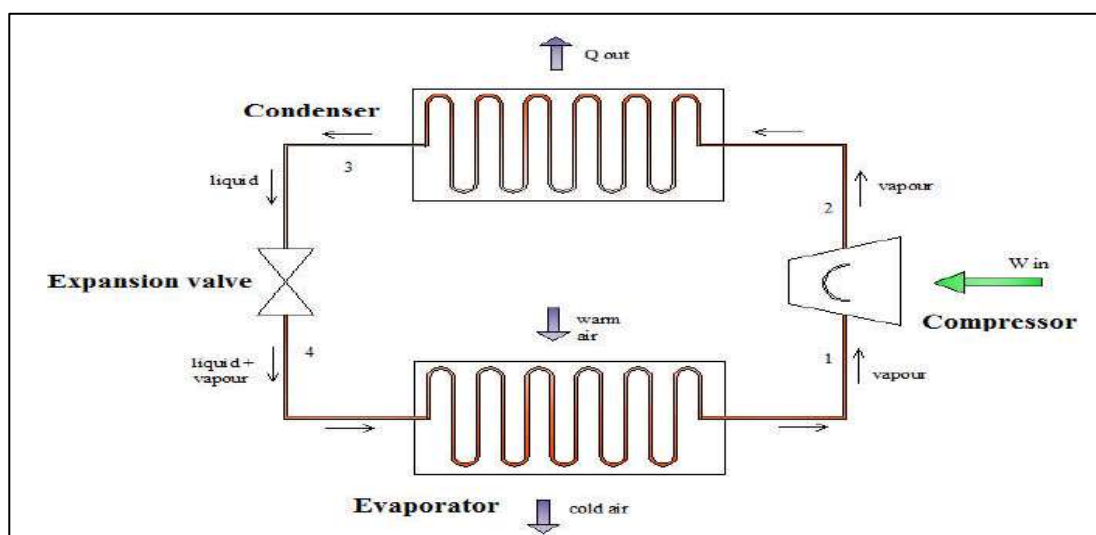 Q out
Condenser
3
liquid
vapour
2
Expansion valve
W in
Compressor
warm
air
4
liquid +
vapour
1
vapour
Evaporator
cold air